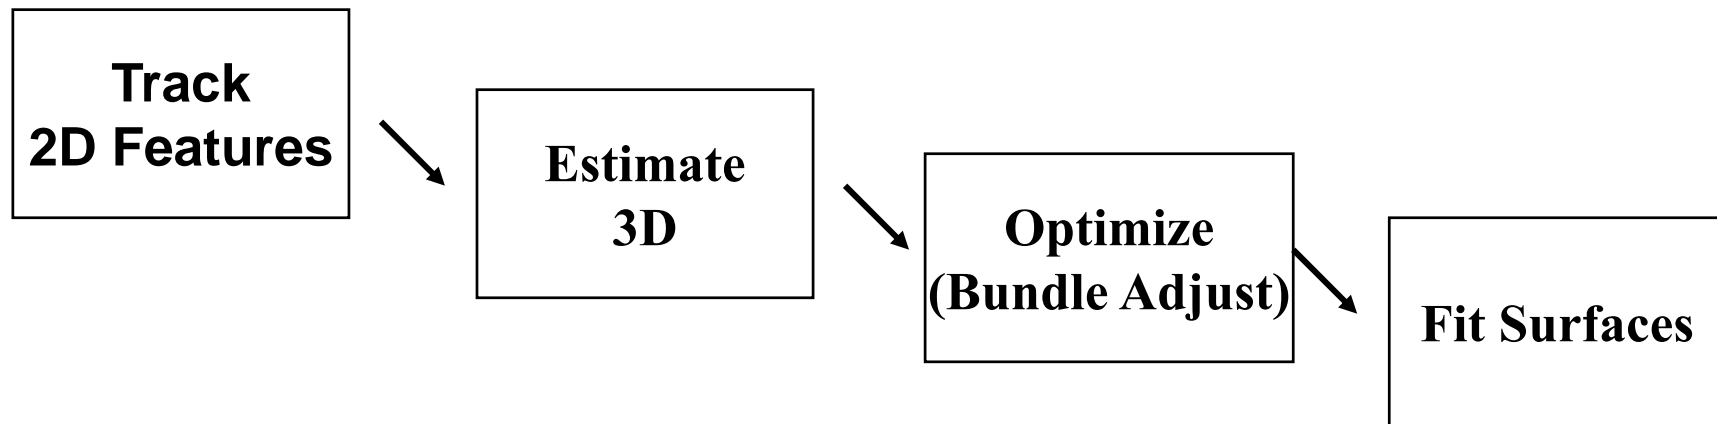 Track
2D Features
Estimate
3D
Optimize
(Bundle Adjust)
Fit Surfaces